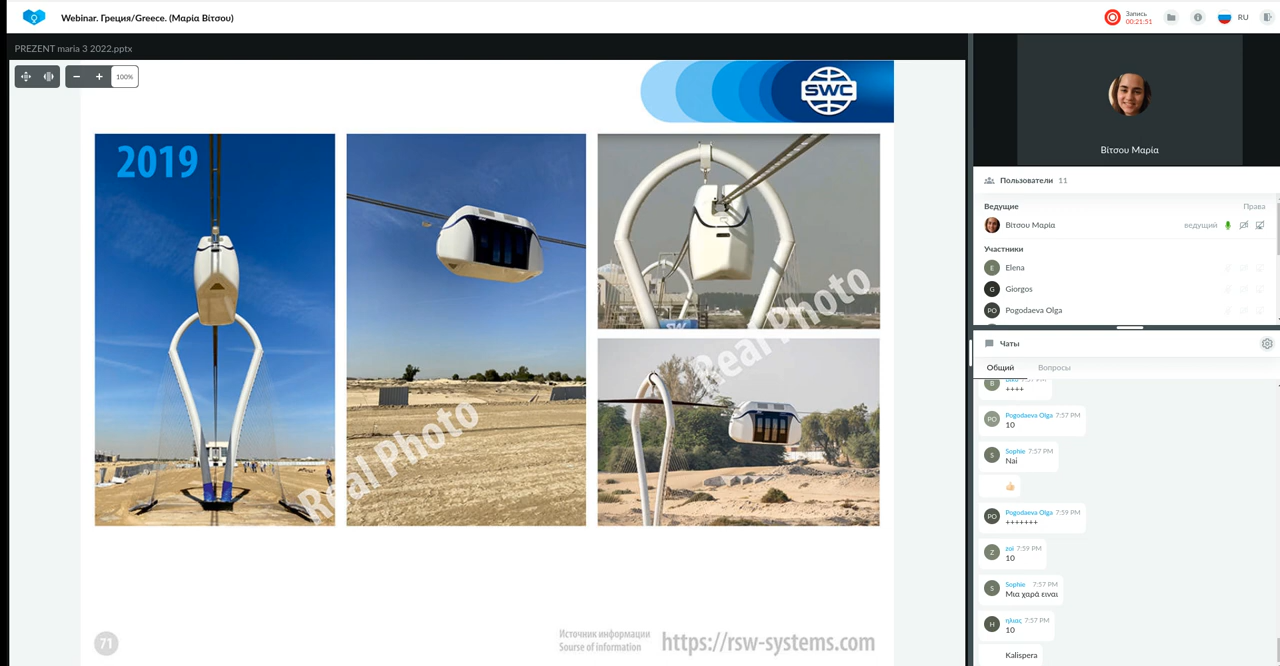 Webinar. Греция/Greece. (Μαρία Βίτσου)
Запись
00:21:51
RU
PREZENT maria 3 2022.pptx
100%
SWC
2019
Real Photo
Real Photo
71
Источник информации
Sourse of information
https://rsw-systems.com
Βίτσου Μαρία
Пользователи 11
Ведущие
Права
Βίτσου Μαρία
ведущий
Участники
E
Elena
G
Giorgos
PO
Pogodaeva Olga
Чаты
Общий
Вопросы
++++
PO
Pogodaeva Olga 7:57 PM
10
S
Sophie 7:57 PM
Nai
PO
Pogodaeva Olga 7:59 PM
+++++++
Z
zoi 7:59 PM
10
S
Sophie 7:57 PM
Μια χαρά ειναι
Η
ηλιας 7:57 PM
10
Kalispera